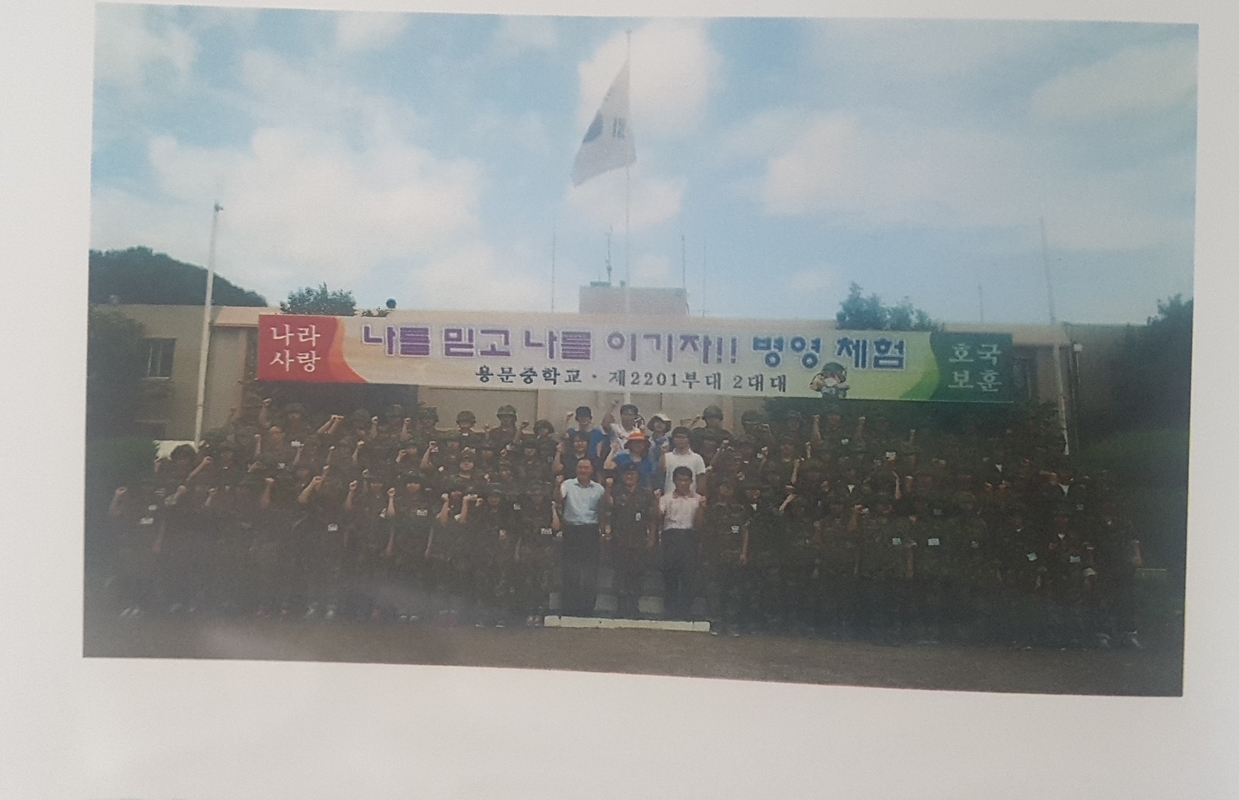 나라
사랑
나를 믿고 나를 이기자!! 병영 체험
용문중학교 · 제2201부대 2대대
호국
보훈